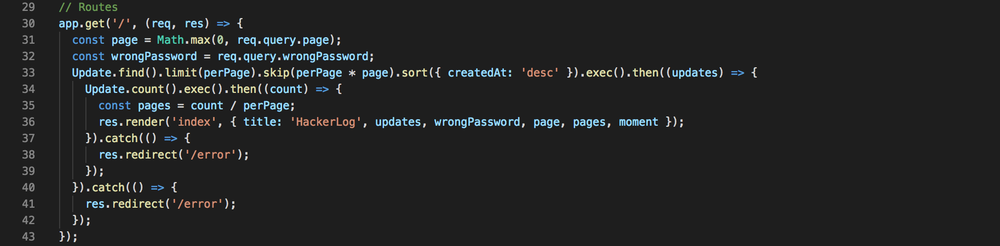 29 // Routes
30 app.get('/', (req, res) => {
31 const page = Math.max(0, req.query.page);
32 const wrongPassword = req.query.wrongPassword;
33 Update.find().limit(perPage).skip(perPage * page).sort({ createdAt: 'desc' }).exec().then((updates) => {
34 Update.count().exec().then((count) => {
35 const pages = count / perPage;
36 res.render('index', { title: 'HackerLog', updates, wrongPassword, page, pages, moment });
37 }).catch(() => {
38 res.redirect('/error');
39 });
40 }).catch(() => {
41 res.redirect('/error');
42 });
43 });